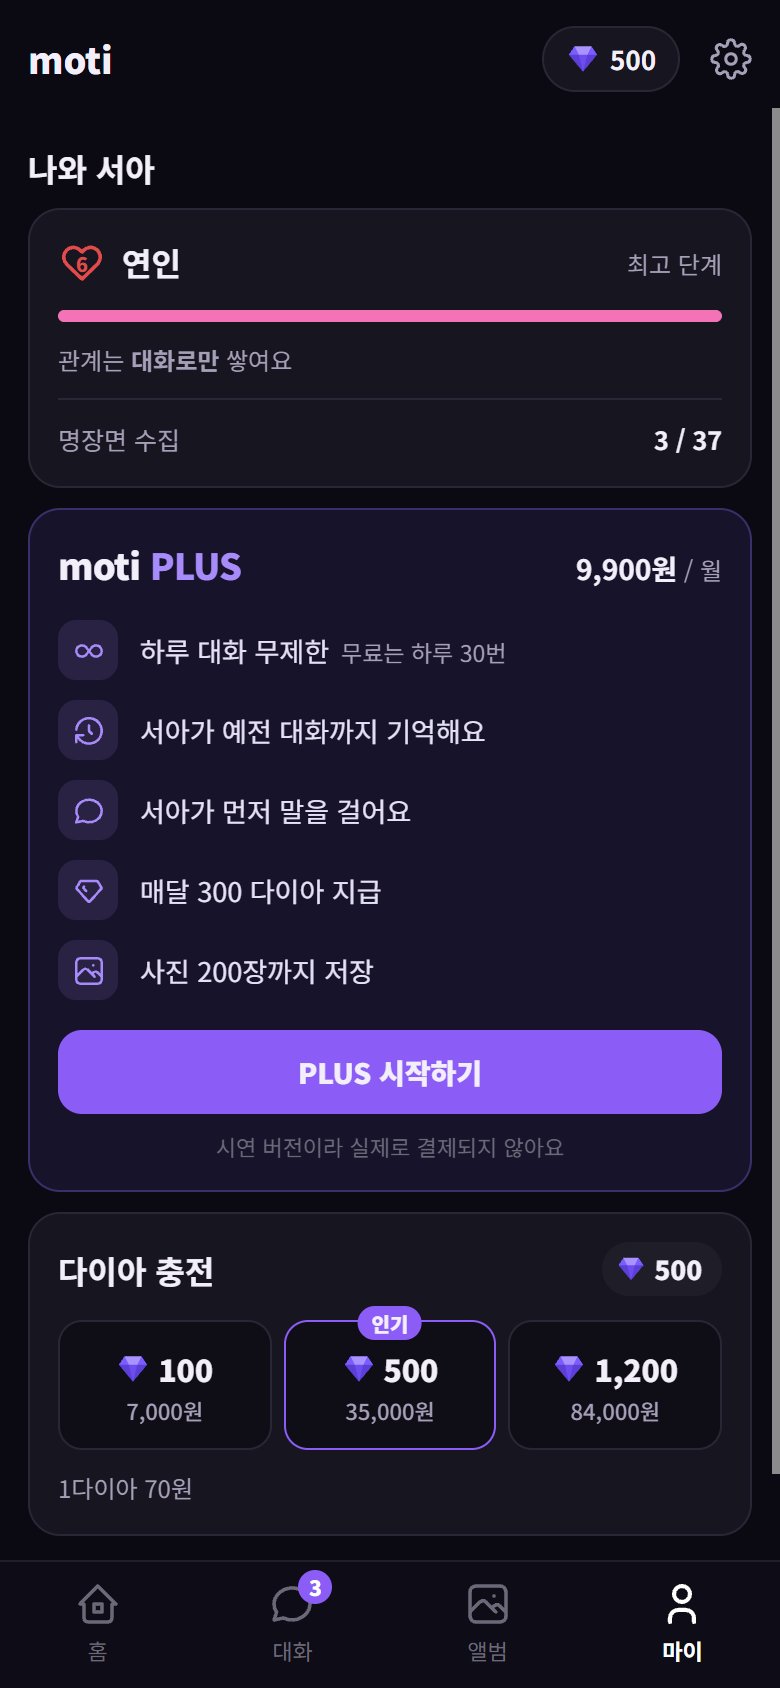 moti
500
나와 서아
6 연인
최고 단계
관계는 대화로만 쌓여요
명장면 수집
3 / 37
moti PLUS
9,900원 / 월
하루 대화 무제한 무료는 하루 30번
서아가 예전 대화까지 기억해요
서아가 먼저 말을 걸어요
매달 300 다이아 지급
사진 200장까지 저장
PLUS 시작하기
시연 버전이라 실제로 결제되지 않아요
다이아 충전
500
100
7,000원
인기
500
35,000원
1,200
84,000원
1다이아 70원
홈
3
대화
앨범
마이